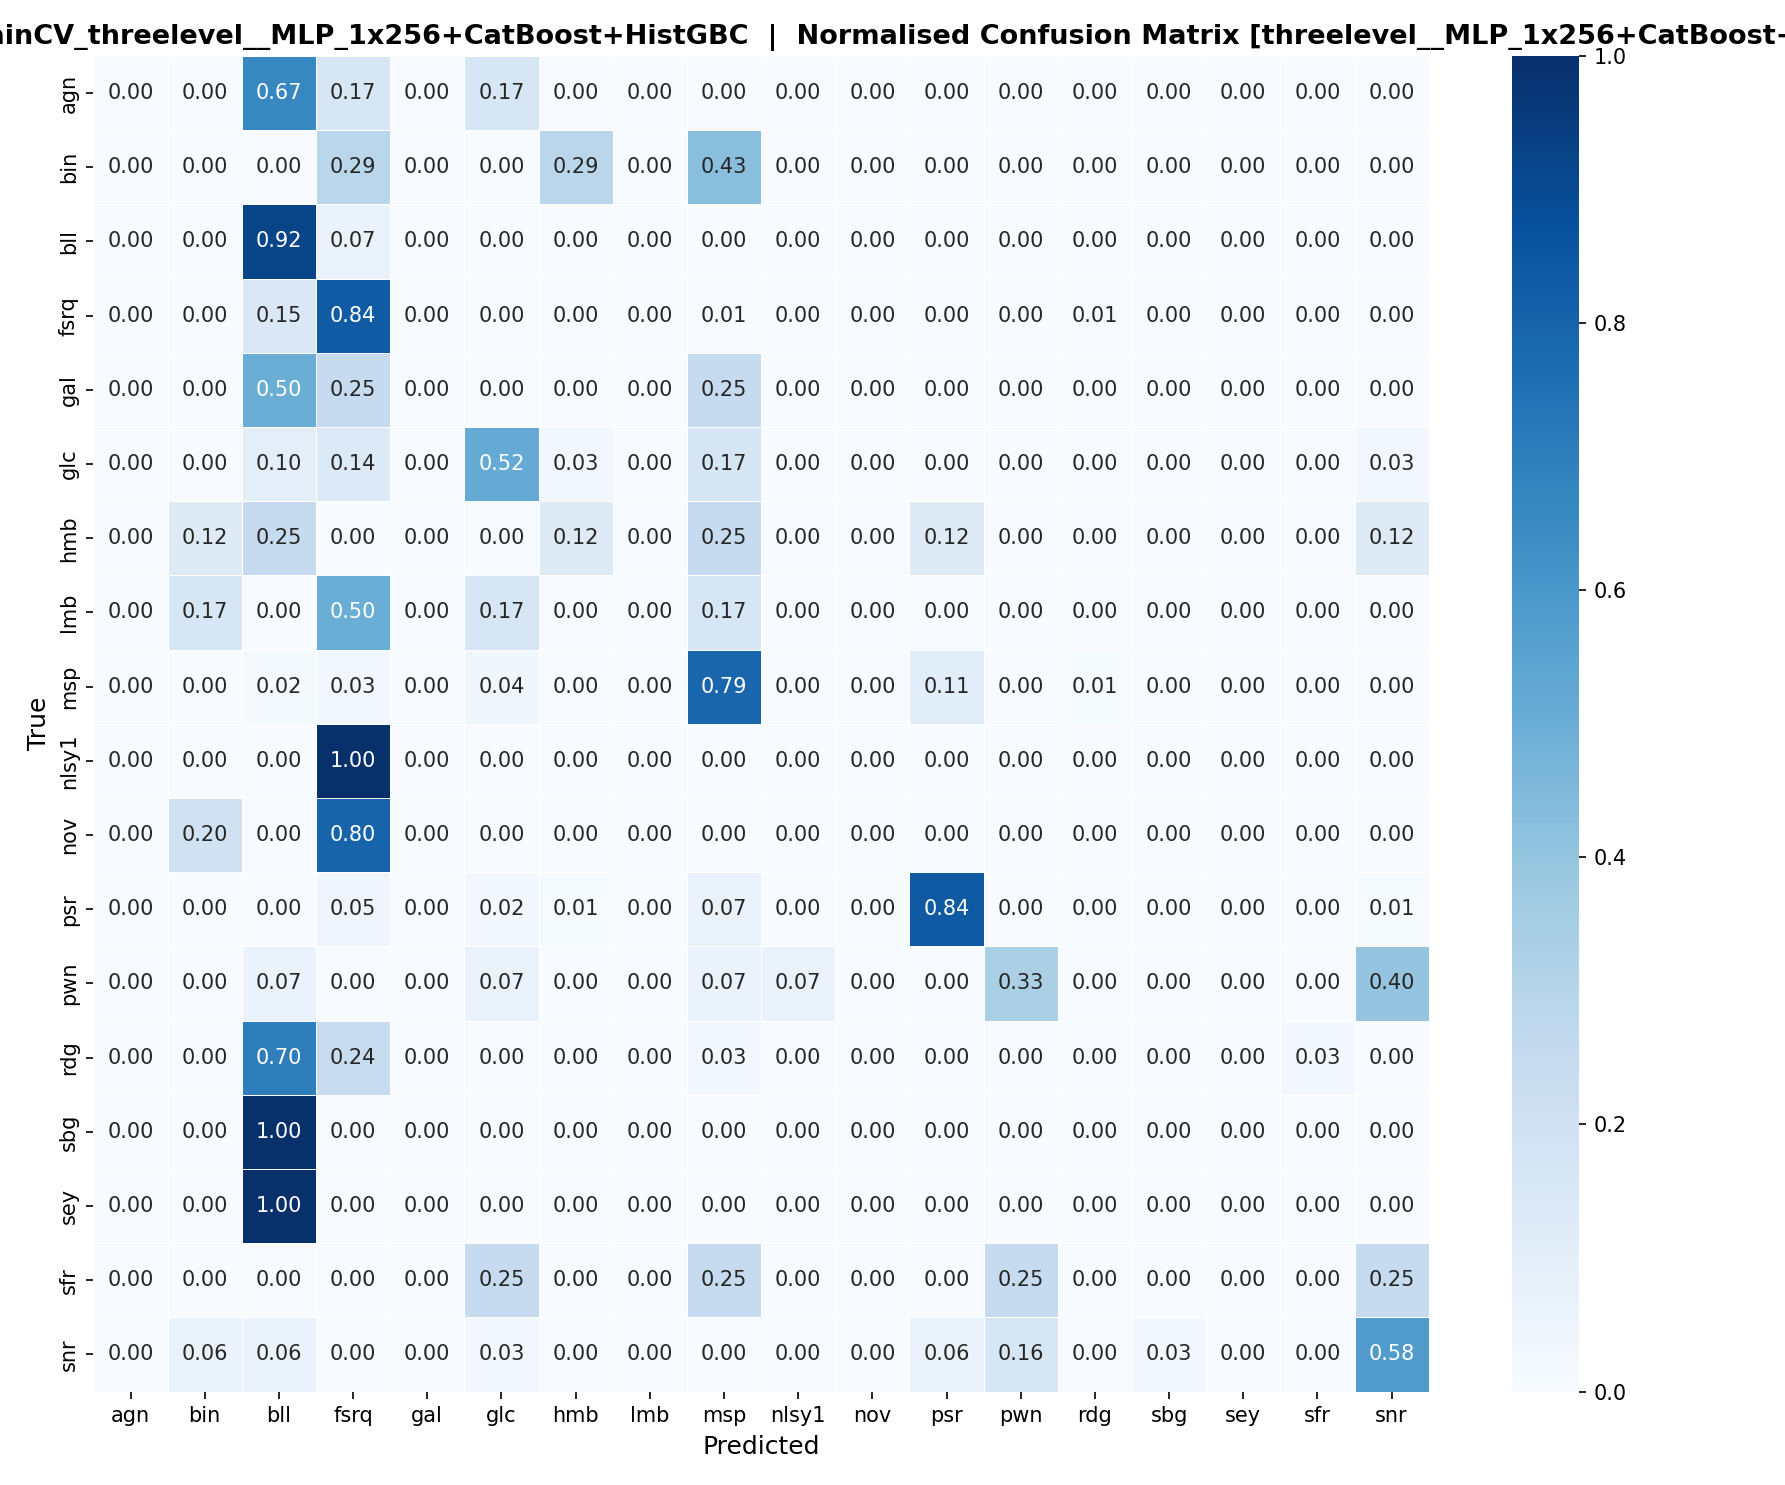 ainCV_threelevel__MLP_1x256+CatBoost+HistGBC | Normalised Confusion Matrix [threelevel__MLP_1x256+CatBoost+
agn 0.00 0.00 0.67 0.17 0.00 0.17 0.00 0.00 0.00 0.00 0.00 0.00 0.00 0.00 0.00 0.00 0.00 0.00
bin 0.00 0.00 0.00 0.29 0.00 0.00 0.29 0.00 0.43 0.00 0.00 0.00 0.00 0.00 0.00 0.00 0.00 0.00
bll 0.00 0.00 0.92 0.07 0.00 0.00 0.00 0.00 0.00 0.00 0.00 0.00 0.00 0.00 0.00 0.00 0.00 0.00
fsrq 0.00 0.00 0.15 0.84 0.00 0.00 0.00 0.00 0.01 0.00 0.00 0.00 0.00 0.01 0.00 0.00 0.00 0.00
gal 0.00 0.00 0.50 0.25 0.00 0.00 0.00 0.00 0.25 0.00 0.00 0.00 0.00 0.00 0.00 0.00 0.00 0.00
glc 0.00 0.00 0.10 0.14 0.00 0.52 0.03 0.00 0.17 0.00 0.00 0.00 0.00 0.00 0.00 0.00 0.00 0.03
hmb 0.00 0.12 0.25 0.00 0.00 0.00 0.12 0.00 0.25 0.00 0.00 0.12 0.00 0.00 0.00 0.00 0.00 0.12
lmb 0.00 0.17 0.00 0.50 0.00 0.17 0.00 0.00 0.17 0.00 0.00 0.00 0.00 0.00 0.00 0.00 0.00 0.00
msp 0.00 0.00 0.02 0.03 0.00 0.04 0.00 0.00 0.79 0.00 0.00 0.11 0.00 0.01 0.00 0.00 0.00 0.00
nlsy1 0.00 0.00 0.00 1.00 0.00 0.00 0.00 0.00 0.00 0.00 0.00 0.00 0.00 0.00 0.00 0.00 0.00 0.00
nov 0.00 0.20 0.00 0.80 0.00 0.00 0.00 0.00 0.00 0.00 0.00 0.00 0.00 0.00 0.00 0.00 0.00 0.00
psr 0.00 0.00 0.00 0.05 0.00 0.02 0.01 0.00 0.07 0.00 0.00 0.84 0.00 0.00 0.00 0.00 0.00 0.01
pwn 0.00 0.00 0.07 0.00 0.00 0.07 0.00 0.00 0.07 0.07 0.00 0.00 0.33 0.00 0.00 0.00 0.00 0.40
rdg 0.00 0.00 0.70 0.24 0.00 0.00 0.00 0.00 0.03 0.00 0.00 0.00 0.00 0.00 0.00 0.00 0.03 0.00
sbg 0.00 0.00 1.00 0.00 0.00 0.00 0.00 0.00 0.00 0.00 0.00 0.00 0.00 0.00 0.00 0.00 0.00 0.00
sey 0.00 0.00 1.00 0.00 0.00 0.00 0.00 0.00 0.00 0.00 0.00 0.00 0.00 0.00 0.00 0.00 0.00 0.00
sfr 0.00 0.00 0.00 0.00 0.00 0.25 0.00 0.00 0.25 0.00 0.00 0.00 0.25 0.00 0.00 0.00 0.00 0.25
snr 0.00 0.06 0.06 0.00 0.00 0.03 0.00 0.00 0.00 0.00 0.00 0.06 0.16 0.00 0.03 0.00 0.00 0.58
agn bin bll fsrq gal glc hmb lmb msp nlsy1 nov psr pwn rdg sbg sey sfr snr
Predicted
True
1.0
0.8
0.6
0.4
0.2
0.0